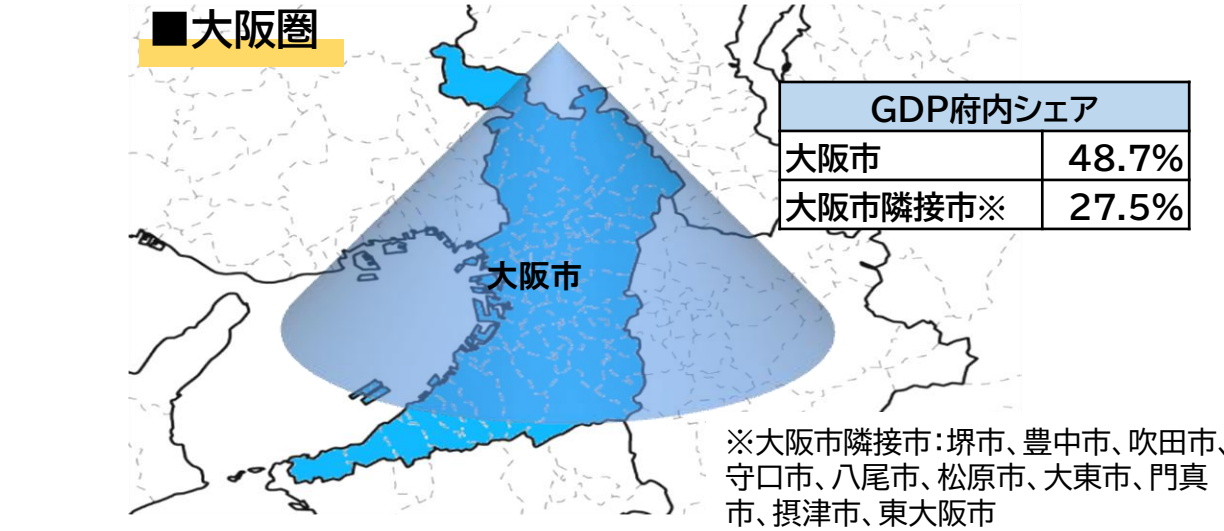 ■大阪圏
GDP府内シェア
大阪市 48.7%
大阪市隣接市※ 27.5%
大阪市
※大阪市隣接市:堺市、豊中市、吹田市、
守口市、八尾市、松原市、大東市、門真
市、摂津市、東大阪市